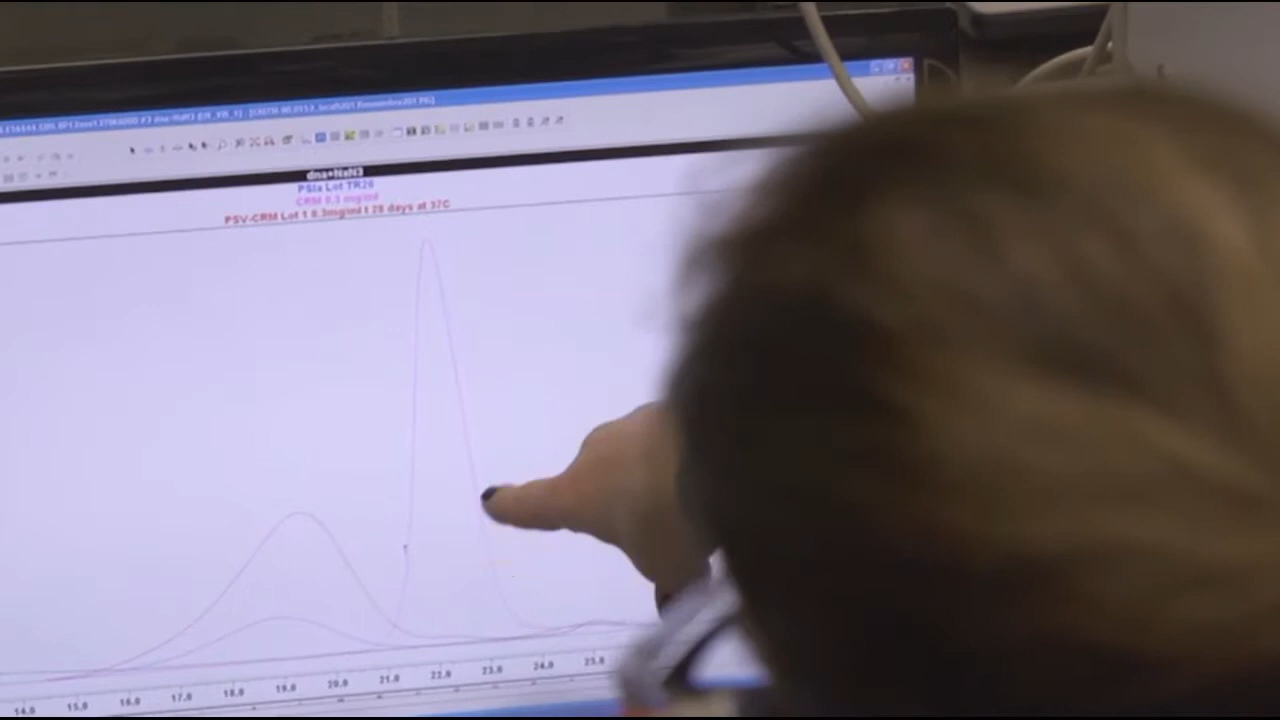 dna+NaN3
PSIa Lot TR26
CRM 0,3 mg/ml
PSV-CRM Lot 1 0.3mg/ml t 28 days at 37C
14.0 15.0 16.0 17.0 18.0 19.0 20.0 21.0 22.0 23.0 24.0 25.0